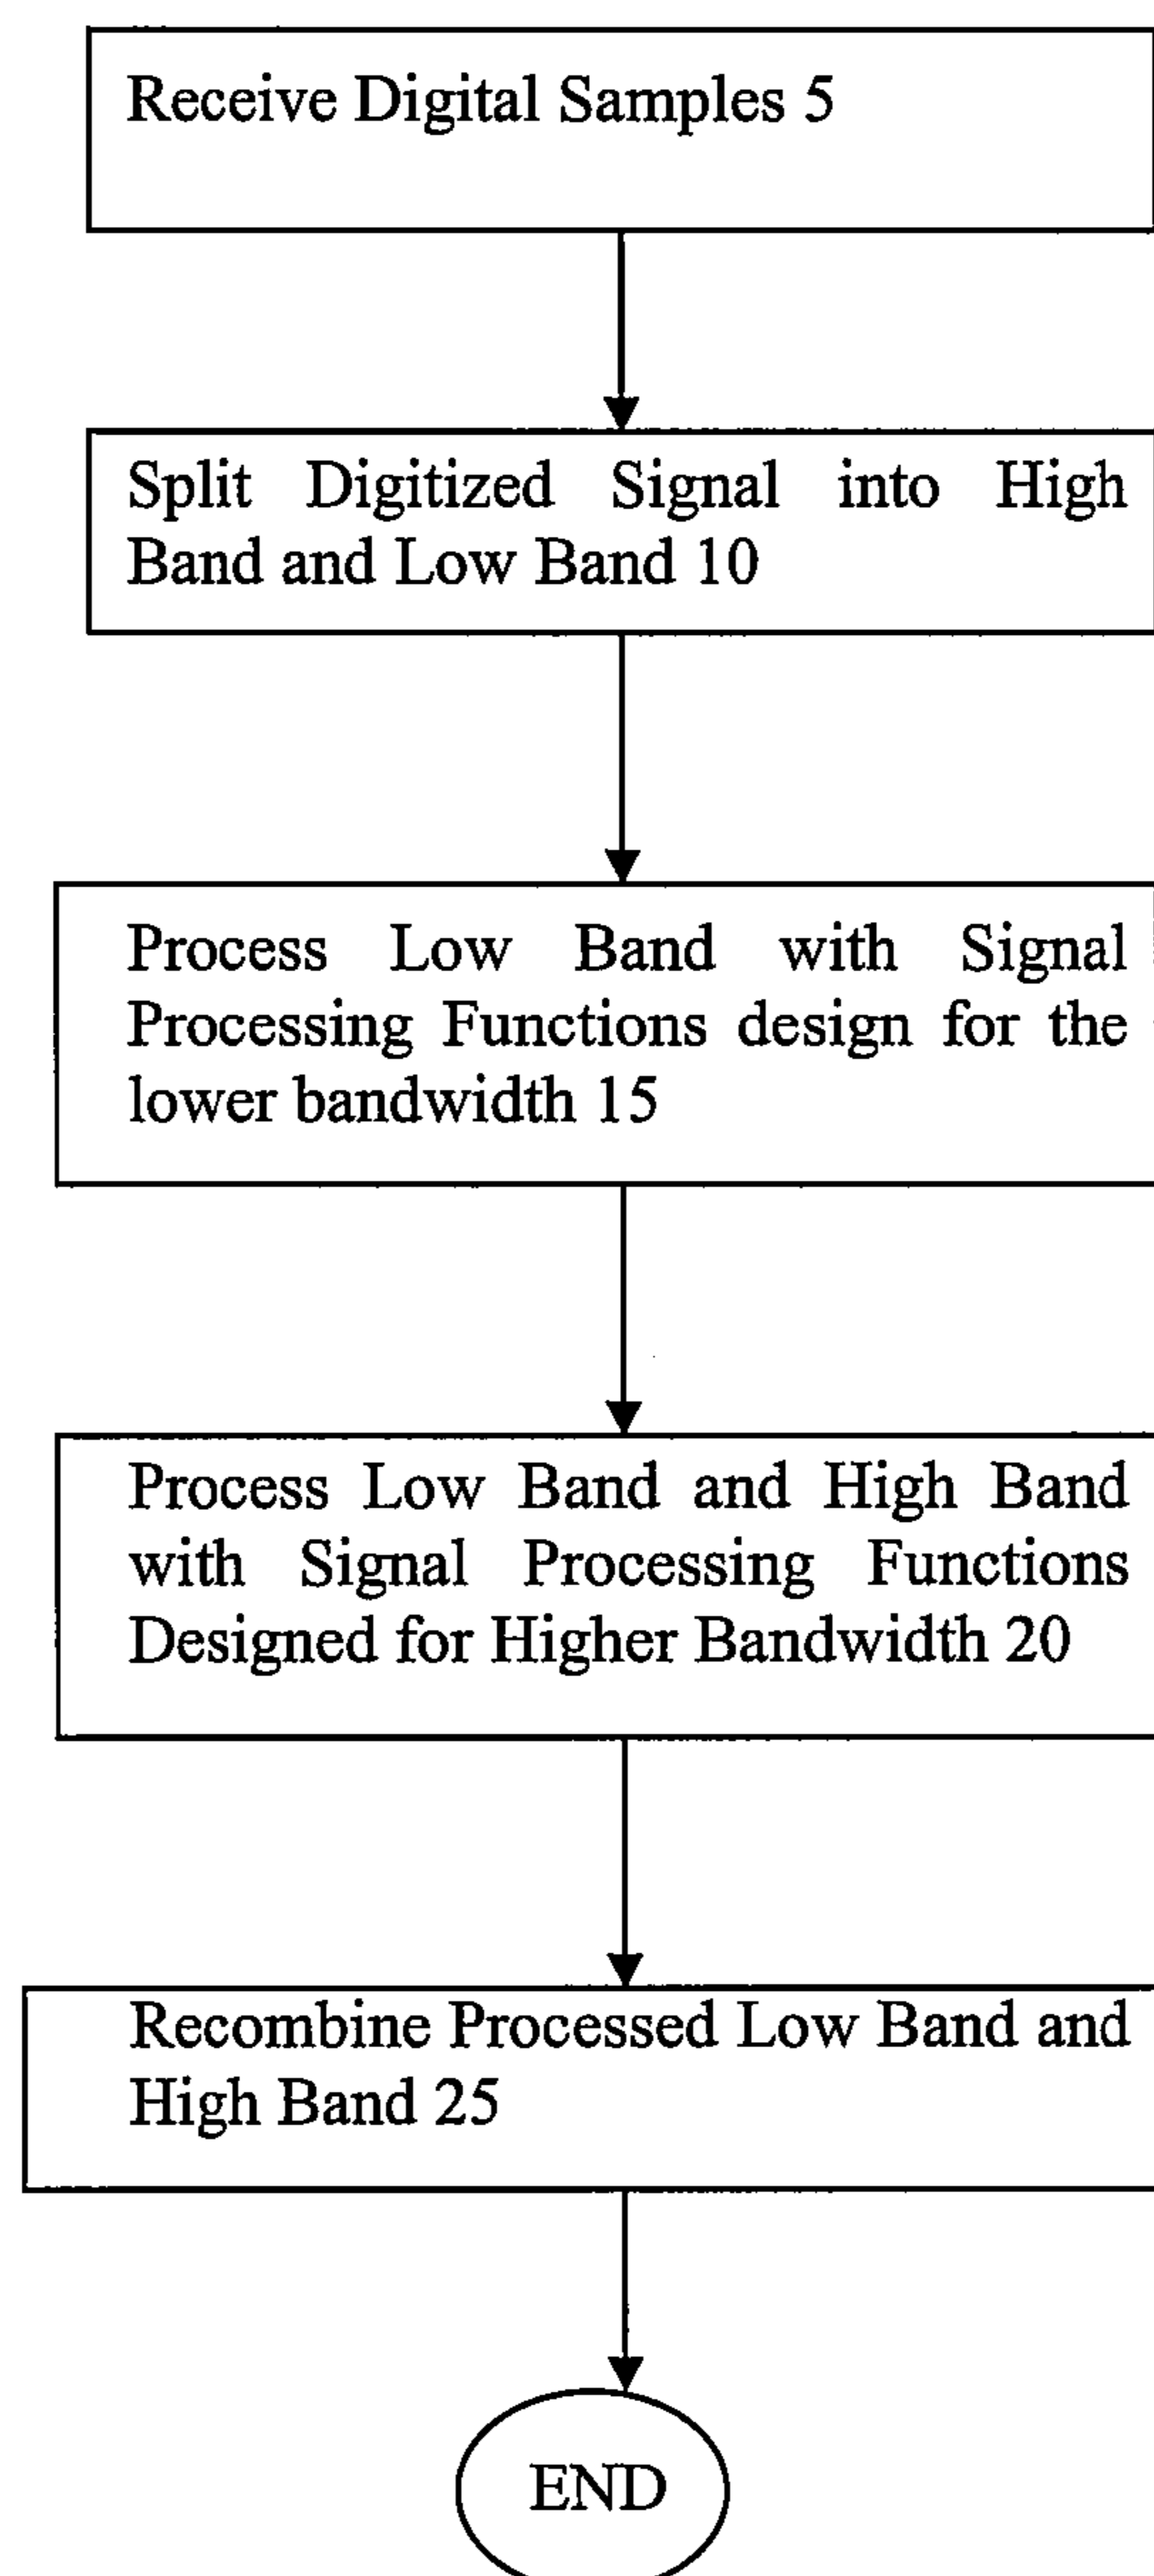 Receive Digital Samples 5
Split Digitized Signal into High
Band and Low Band 10
Process Low Band with Signal
Processing Functions design for the
lower bandwidth 15
Process Low Band and High Band
with Signal Processing Functions
Designed for Higher Bandwidth 20
Recombine Processed Low Band and
High Band 25
END